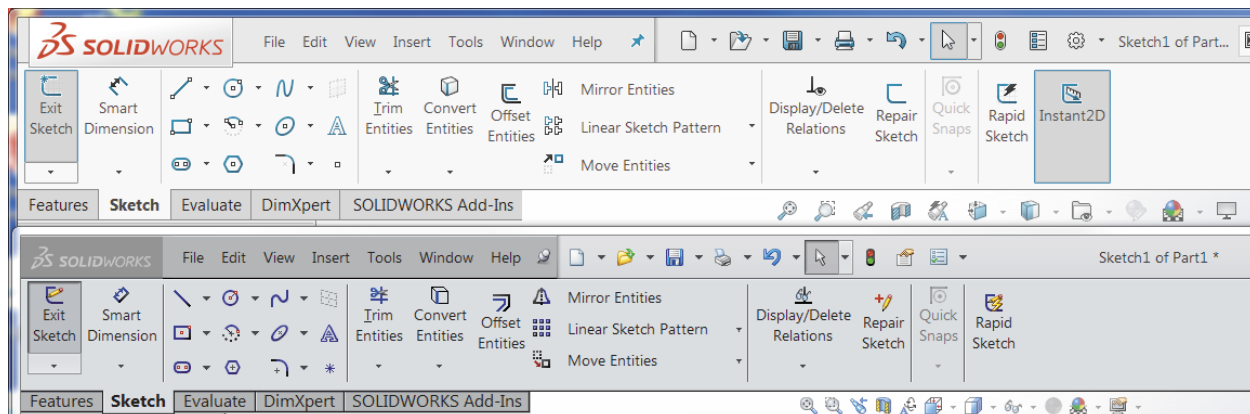 SOLIDWORKS File Edit View Insert Tools Window Help Sketch1 of Part...
Exit Sketch
Smart Dimension
Trim Entities
Convert Entities
Offset Entities
Mirror Entities
Linear Sketch Pattern
Move Entities
Display/Delete Relations
Repair Sketch
Quick Snaps
Rapid Sketch
Instant2D
Features Sketch Evaluate DimXpert SOLIDWORKS Add-Ins
SOLIDWORKS File Edit View Insert Tools Window Help Sketch1 of Part1 *
Exit Sketch
Smart Dimension
Trim Entities
Convert Entities
Offset Entities
Mirror Entities
Linear Sketch Pattern
Move Entities
Display/Delete Relations
Repair Sketch
Quick Snaps
Rapid Sketch
Features Sketch Evaluate DimXpert SOLIDWORKS Add-Ins